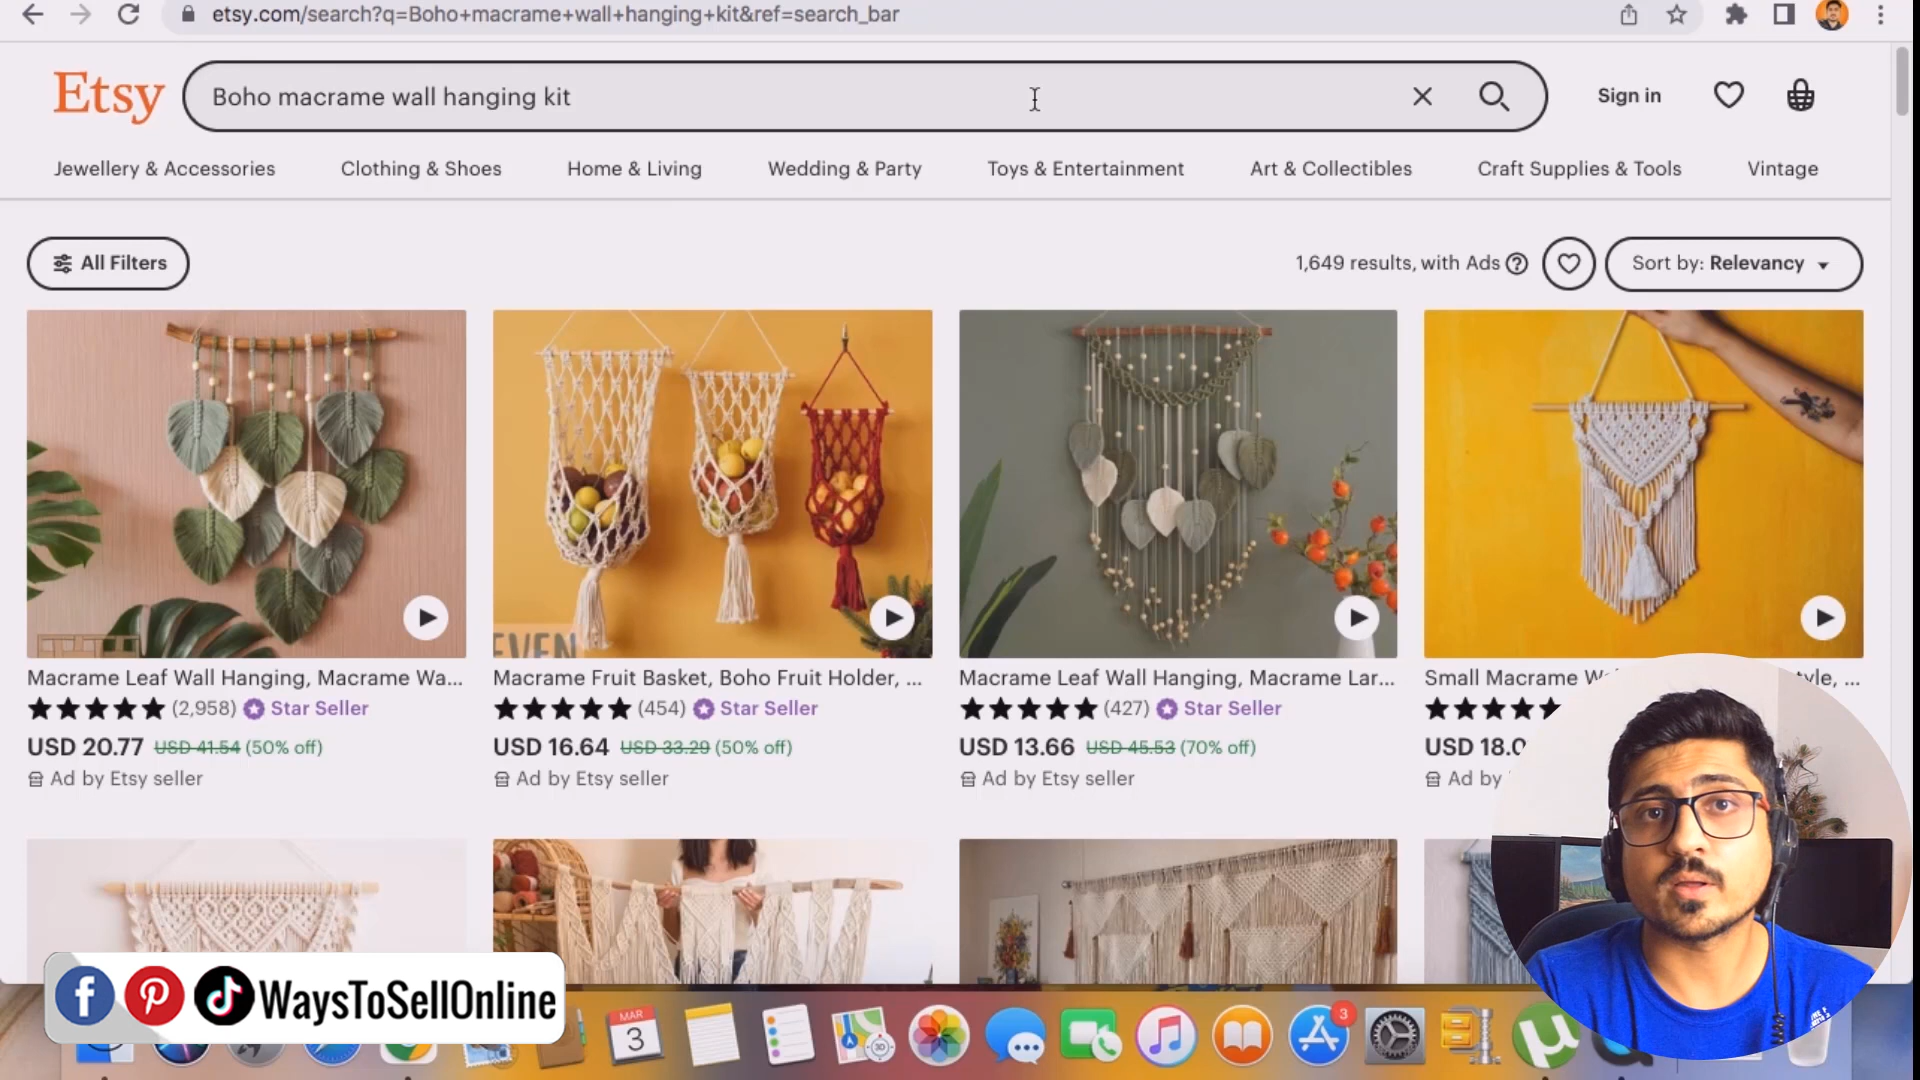 etsy.com/search?q=Boho+macrame+wall+hanging+kit&ref=search_bar
Etsy
Boho macrame wall hanging kit
Sign in
Jewellery & Accessories
Clothing & Shoes
Home & Living
Wedding & Party
Toys & Entertainment
Art & Collectibles
Craft Supplies & Tools
Vintage
All Filters
1,649 results, with Ads
Sort by: Relevancy
Macrame Leaf Wall Hanging, Macrame Wa...
(2,958) Star Seller
USD 20.77 USD 41.54 (50% off)
Ad by Etsy seller
EVEN
Macrame Fruit Basket, Boho Fruit Holder, ...
(454) Star Seller
USD 16.64 USD 33.29 (50% off)
Ad by Etsy seller
Macrame Leaf Wall Hanging, Macrame Lar...
(427) Star Seller
USD 13.66 USD 45.53 (70% off)
Ad by Etsy seller
Small Macrame
USD 18.0
Ad by
WaysToSellOnline
MAR
3
3